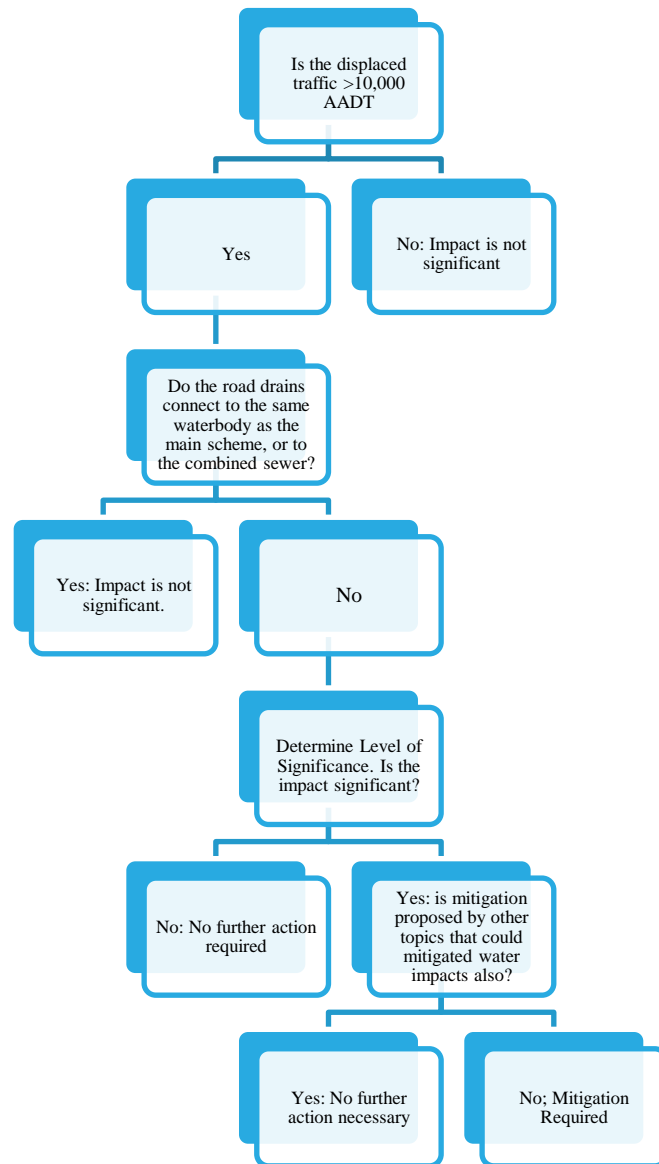 Is the displaced
traffic >10,000
AADT
Yes
No: Impact is not
significant
Do the road drains
connect to the same
waterbody as the
main scheme, or to
the combined sewer?
Yes: Impact is not
significant.
No
Determine Level of
Significance. Is the
impact significant?
No: No further action
required
Yes: is mitigation
proposed by other
topics that could
mitigated water
impacts also?
Yes: No further
action necessary
No; Mitigation
Required